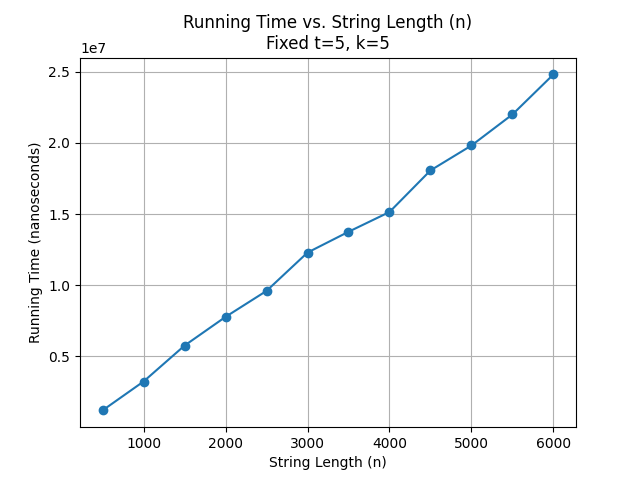 Running Time vs. String Length (n)
Fixed t=5, k=5
1e7
2.5
2.0
1.5
1.0
0.5
Running Time (nanoseconds)
1000 2000 3000 4000 5000 6000
String Length (n)